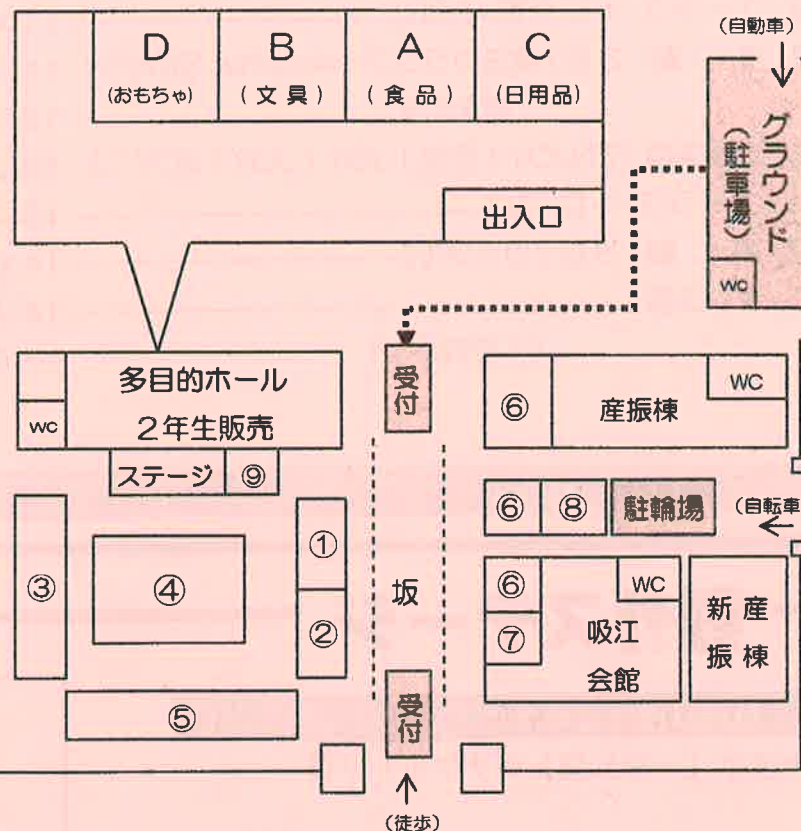 D
(おもちゃ)
B
(文具)
A
(食品)
C
(日用品)
出入口
(自動車)
グラウンド
(駐車場)
WC
多目的ホール
2年生販売
WC
ステージ
⑨
受付
⑥
産振棟
WC
⑥
⑧
駐輪場
(自転車
①
②
③
④
⑤
坂
⑥
⑦
WC
吸江
会館
新産
振棟
受付
(徒歩)